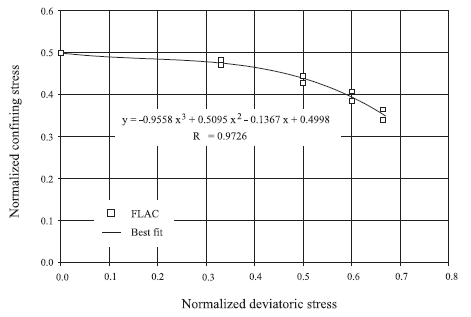 0.6
0.5
0.4
0.3
0.2
0.1
0.0
Normalized confining stress
y = -0.9558 x³ + 0.5095 x² - 0.1367 x + 0.4998
R = 0.9726
FLAC
Best fit
0.0 0.1 0.2 0.3 0.4 0.5 0.6 0.7 0.8
Normalized deviatoric stress